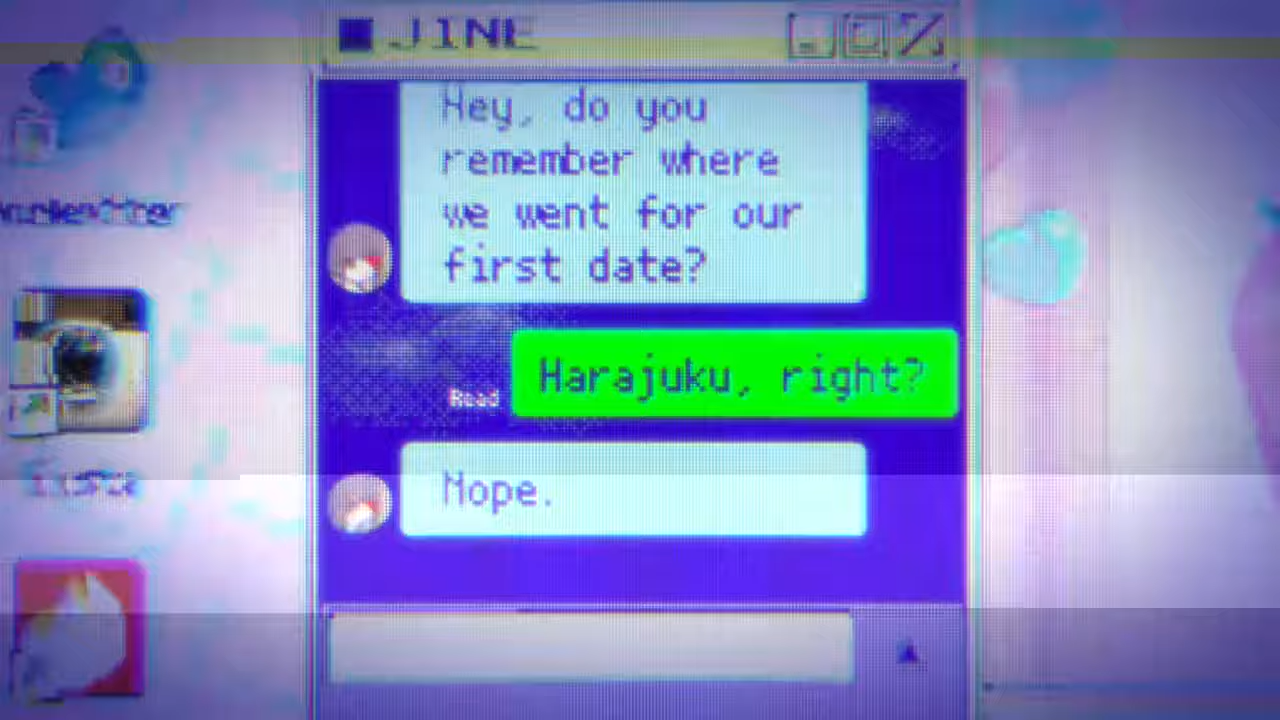 JINE
Hey, do you
remember where
we went for our
first date?
Harajuku, right?
Read
Nope.